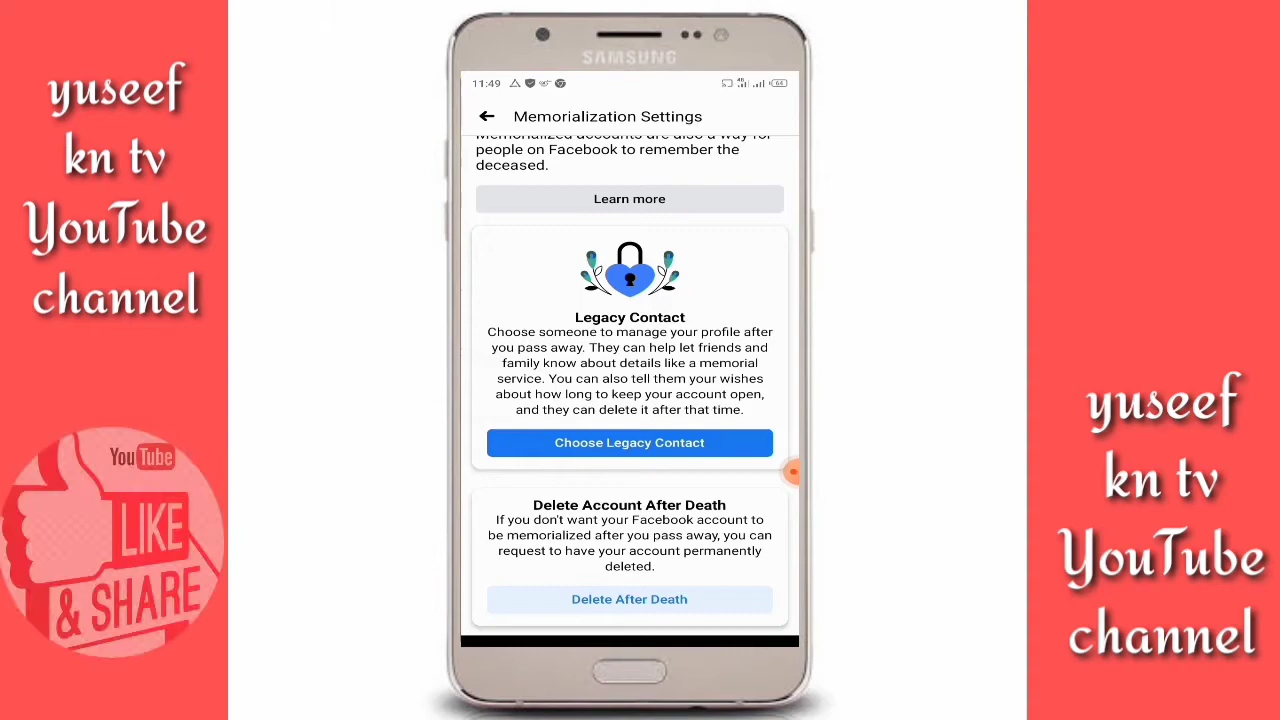 yuseef
kn tv
YouTube
channel
YouTube
LIKE
& SHARE
SAMSUNG
11:49
4G
64
Memorialization Settings
Memorialized accounts are also a way for
people on Facebook to remember the
deceased.
Learn more
Legacy Contact
Choose someone to manage your profile after
you pass away. They can help let friends and
family know about details like a memorial
service. You can also tell them your wishes
about how long to keep your account open,
and they can delete it after that time.
Choose Legacy Contact
Delete Account After Death
If you don't want your Facebook account to
be memorialized after you pass away, you can
request to have your account permanently
deleted.
Delete After Death
yuseef
kn tv
YouTube
channel